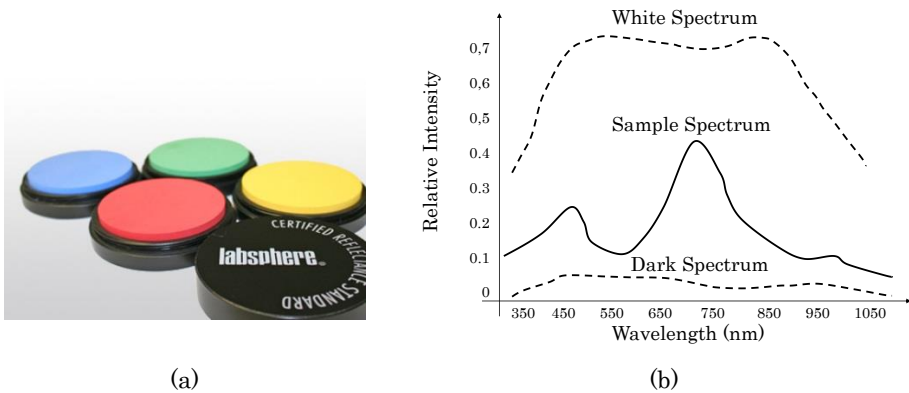 CERTIFIED REFLECTANCE STANDARD
labsphere®
(a)
White Spectrum
Sample Spectrum
Dark Spectrum
Relative Intensity
0,7
0,6
0,5
0.4
0.3
0.2
0.1
0
350 450 550 650 750 850 950 1050
Wavelength (nm)
(b)